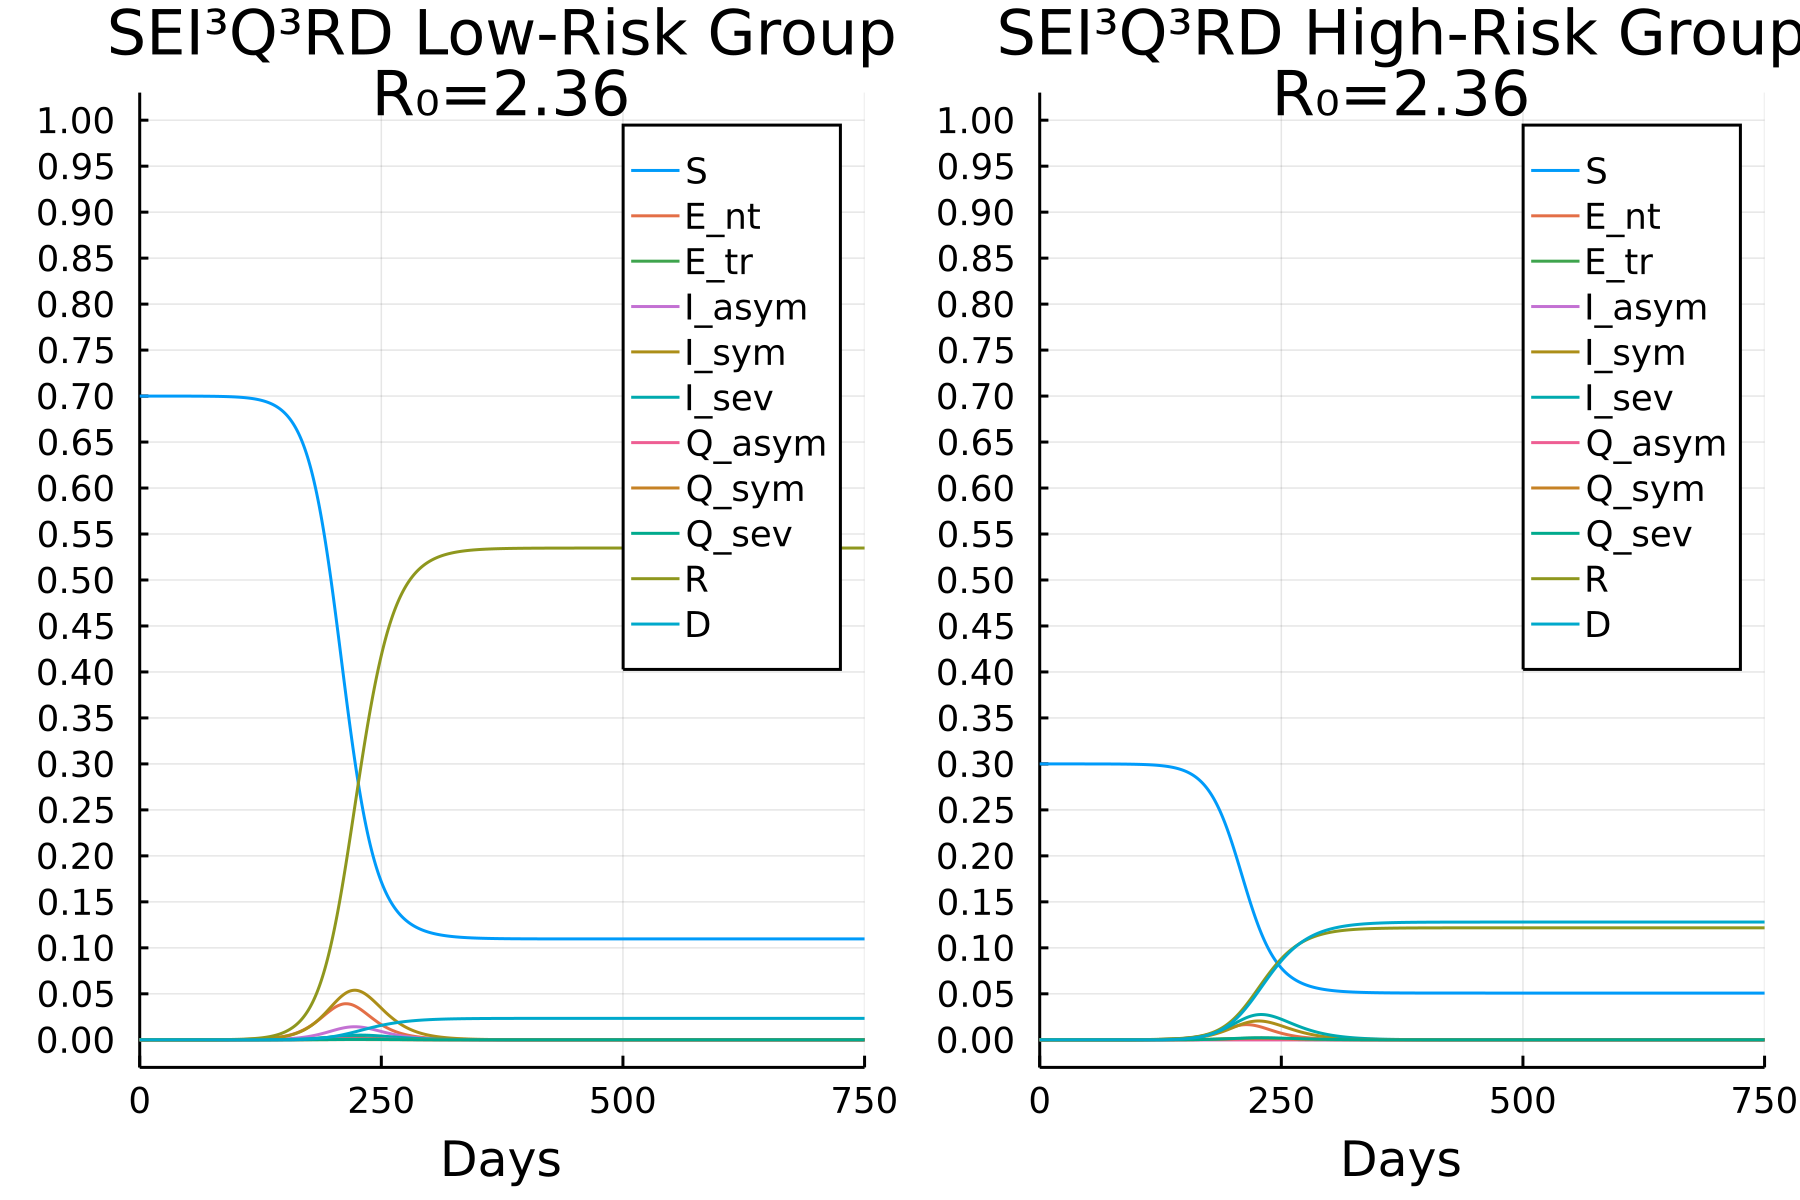 SEI³Q³RD Low-Risk Group
R₀=2.36
1.00
0.95
0.90
0.85
0.80
0.75
0.70
0.65
0.60
0.55
0.50
0.45
0.40
0.35
0.30
0.25
0.20
0.15
0.10
0.05
0.00
S
E_nt
E_tr
I_asym
I_sym
I_sev
Q_asym
Q_sym
Q_sev
R
D
0 250 500 750
Days
SEI³Q³RD High-Risk Group
R₀=2.36
1.00
0.95
0.90
0.85
0.80
0.75
0.70
0.65
0.60
0.55
0.50
0.45
0.40
0.35
0.30
0.25
0.20
0.15
0.10
0.05
0.00
S
E_nt
E_tr
I_asym
I_sym
I_sev
Q_asym
Q_sym
Q_sev
R
D
0 250 500 750
Days